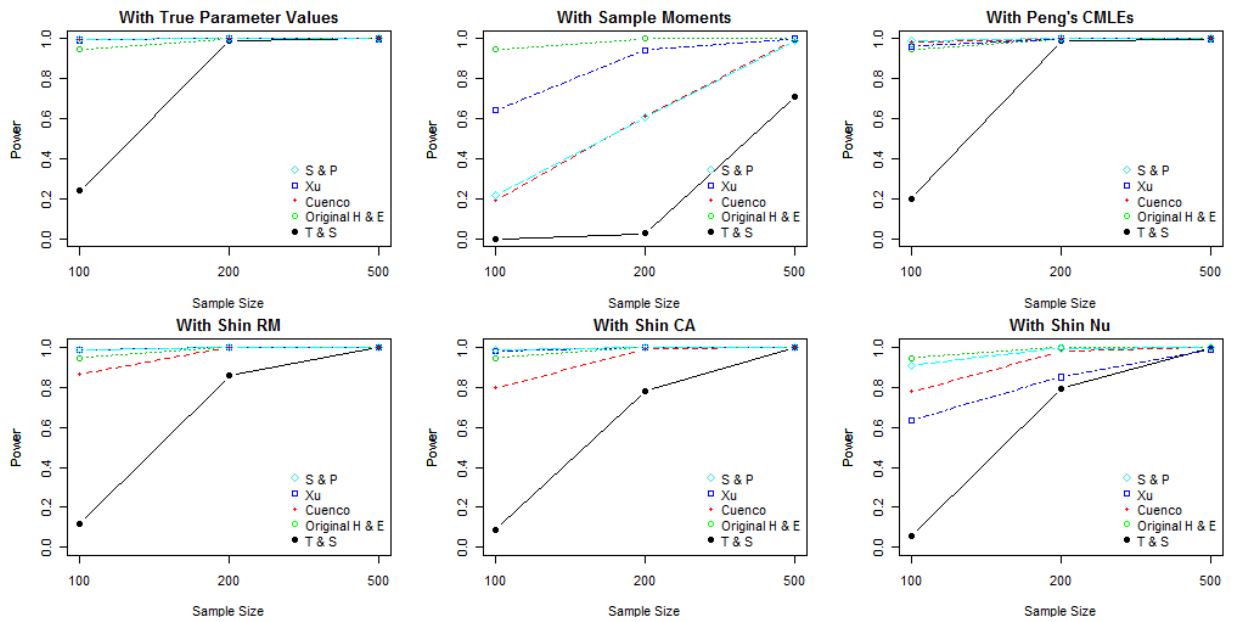 With True Parameter Values
1.0
0.8
0.6
0.4
0.2
0.0
Power
S & P
Xu
Cuenco
Original H & E
T & S
100 200 500
Sample Size
With Sample Moments
1.0
0.8
0.6
0.4
0.2
0.0
Power
S & P
Xu
Cuenco
Original H & E
T & S
100 200 500
Sample Size
With Peng's CMLEs
1.0
0.8
0.6
0.4
0.2
0.0
Power
S & P
Xu
Cuenco
Original H & E
T & S
100 200 500
Sample Size
With Shin RM
1.0
0.8
0.6
0.4
0.2
0.0
Power
S & P
Xu
Cuenco
Original H & E
T & S
100 200 500
Sample Size
With Shin CA
1.0
0.8
0.6
0.4
0.2
0.0
Power
S & P
Xu
Cuenco
Original H & E
T & S
100 200 500
Sample Size
With Shin Nu
1.0
0.8
0.6
0.4
0.2
0.0
Power
S & P
Xu
Cuenco
Original H & E
T & S
100 200 500
Sample Size